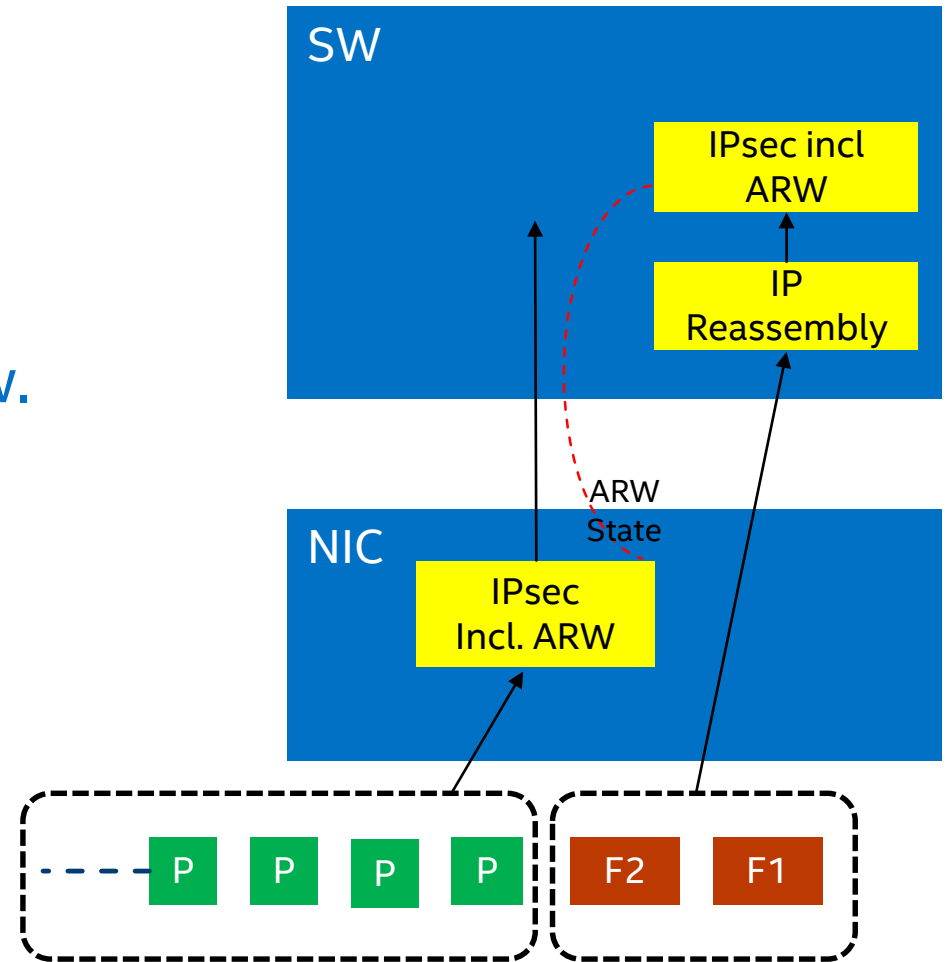 SW
IPsec incl
ARW
IP
Reassembly
ARW
State
NIC
IPsec
Incl. ARW
P
P
P
P
F2
F1